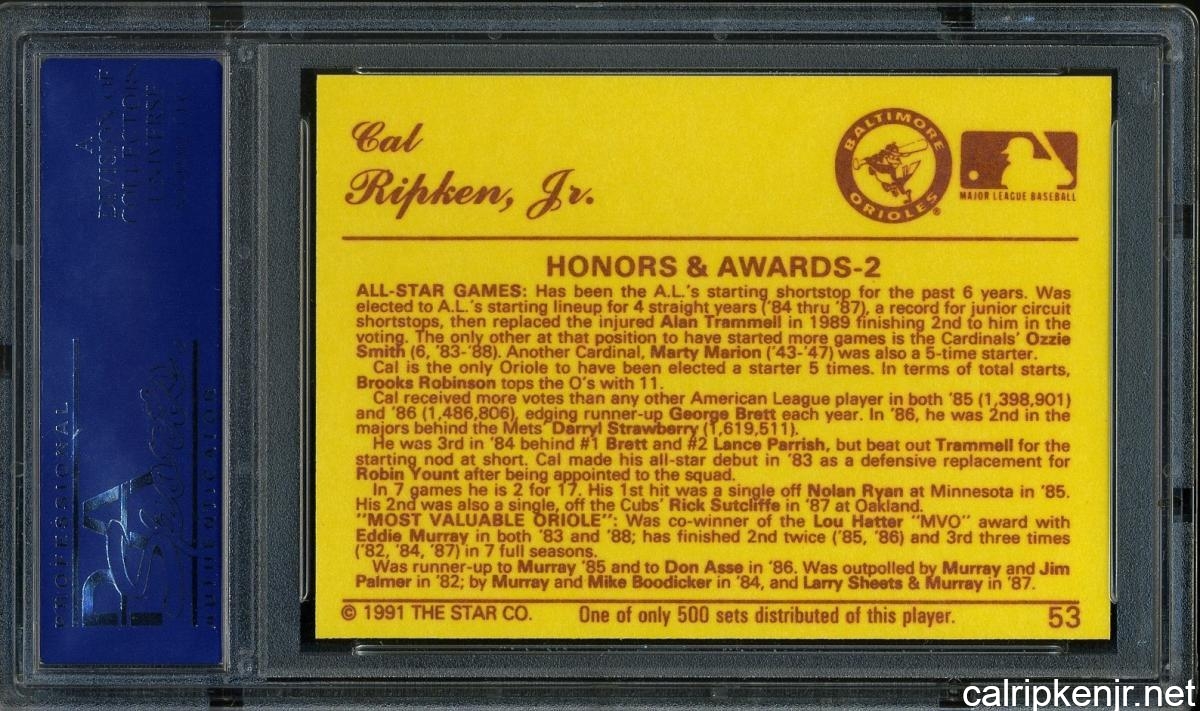 A
DIVISION OF
COLLECTORS
UNIVERSE
PROFESSIONAL
PSA
AUTHENTICATOR
Cal
Ripken, Jr.
BALTIMORE
ORIOLES
®
MAJOR LEAGUE BASEBALL
HONORS & AWARDS-2
ALL-STAR GAMES: Has been the A.L.'s starting shortstop for the past 6 years. Was
elected to A.L.'s starting lineup for 4 straight years ('84 thru '87), a record for junior circuit
shortstops, then replaced the injured Alan Trammell in 1989 finishing 2nd to him in the
voting. The only other at that position to have started more games is the Cardinals' Ozzie
Smith (6, '83-'88). Another Cardinal, Marty Marion ('43-'47) was also a 5-time starter.
Cal is the only Oriole to have been elected a starter 5 times. In terms of total starts,
Brooks Robinson tops the O's with 11.
Cal received more votes than any other American League player in both '85 (1,398,901)
and '86 (1,486,806), edging runner-up George Brett each year. In '86, he was 2nd in the
majors behind the Mets' Darryl Strawberry (1,619,511).
He was 3rd in '84 behind #1 Brett and #2 Lance Parrish, but beat out Trammell for the
starting nod at short. Cal made his all-star debut in '83 as a defensive replacement for
Robin Yount after being appointed to the squad.
In 7 games he is 2 for 17. His 1st hit was a single off Nolan Ryan at Minnesota in '85.
His 2nd was also a single, off the Cubs' Rick Sutcliffe in '87 at Oakland.
"MOST VALUABLE ORIOLE": Was co-winner of the Lou Hatter "MVO" award with
Eddie Murray in both '83 and '88; has finished 2nd twice ('85, '86) and 3rd three times
('82, '84, '87) in 7 full seasons.
Was runner-up to Murray '85 and to Don Asse in '86. Was outpolled by Murray and Jim
Palmer in '82; by Murray and Mike Boodicker in '84, and Larry Sheets & Murray in '87.
© 1991 THE STAR CO. One of only 500 sets distributed of this player. 53
calripkenjr.net